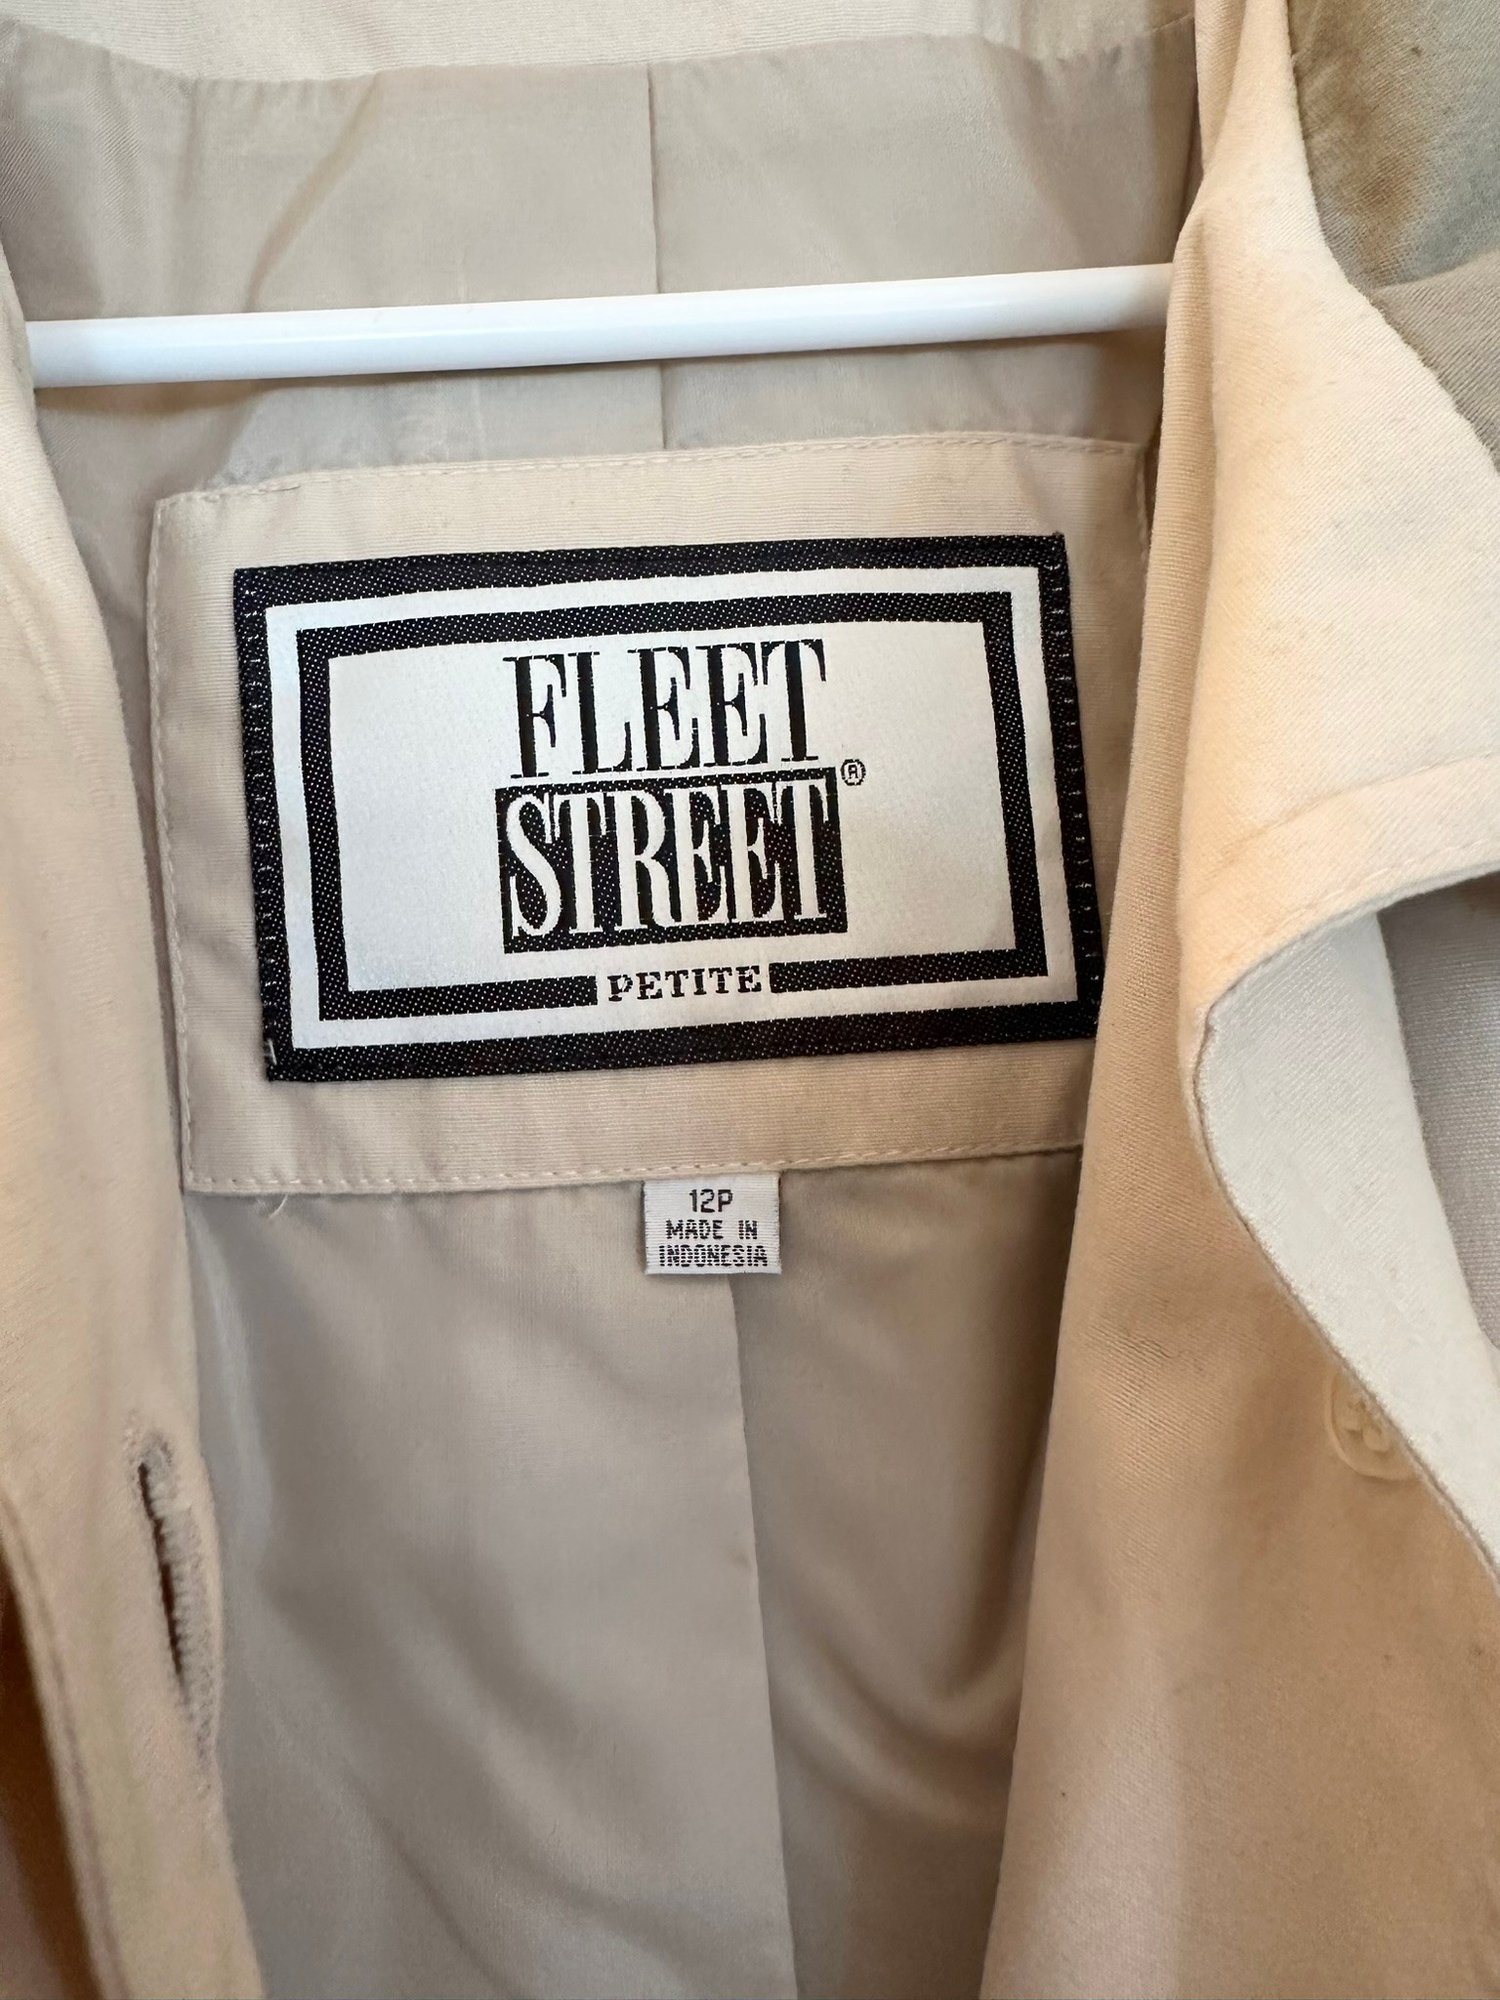 FLEET
STREET®
PETITE
12P
MADE IN
INDONESIA